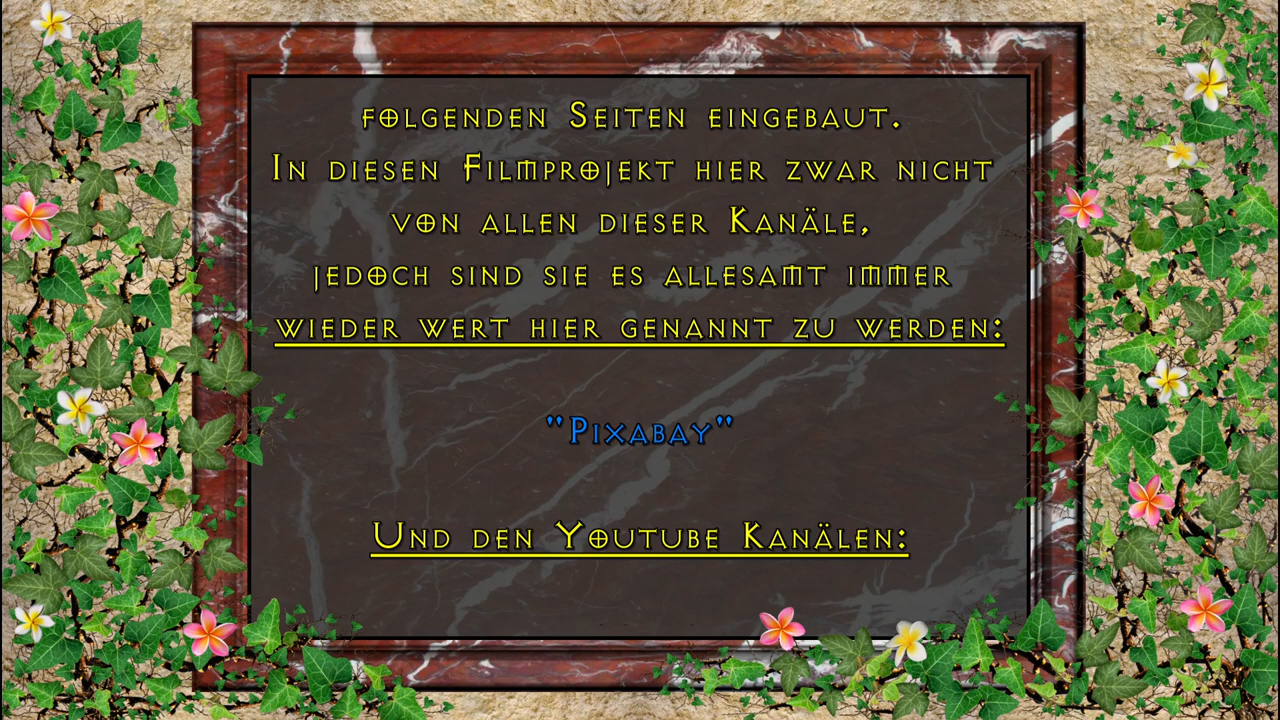 folgenden Seiten eingebaut.
In diesen Filmprojekt hier zwar nicht
von allen dieser Kanäle,
jedoch sind sie es allesamt immer
wieder wert hier genannt zu werden:
"Pixabay"
Und den Youtube Kanälen: